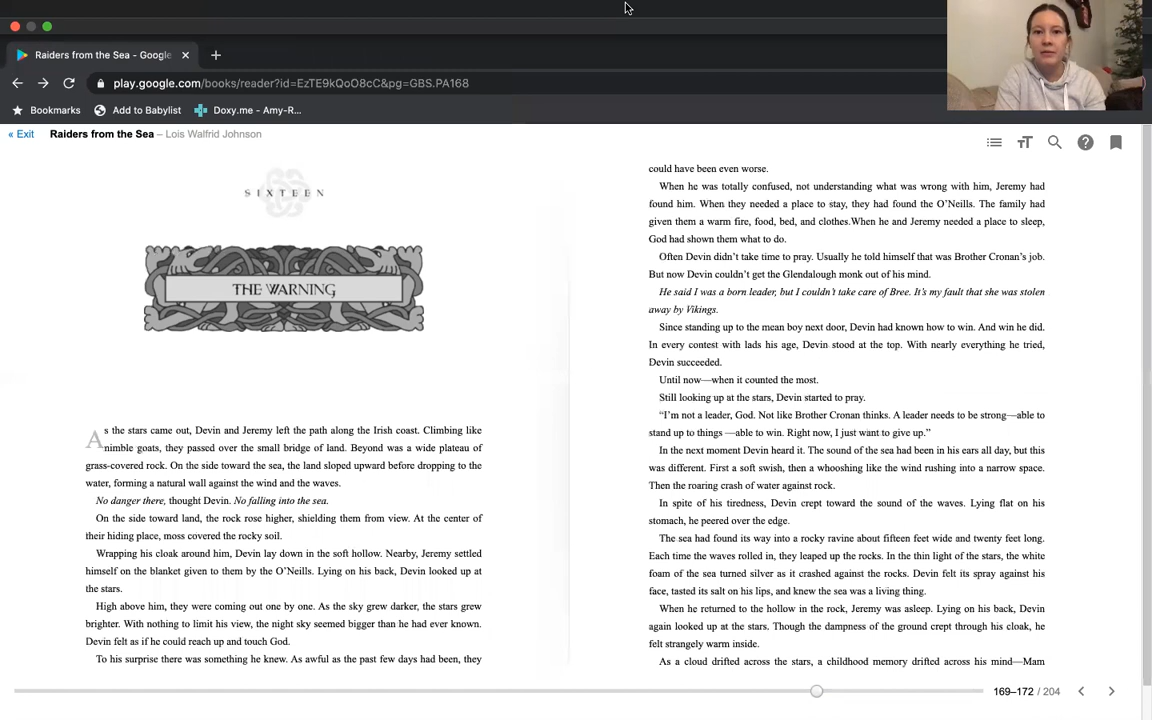 Raiders from the Sea - Google
play.google.com/books/reader?id=EzTE9kQoO8cC&pg=GBS.PA168
Bookmarks
Add to Babylist
Doxy.me - Amy-R...
« Exit
Raiders from the Sea – Lois Walfrid Johnson
SIXTEEN
THE WARNING
As the stars came out, Devin and Jeremy left the path along the Irish coast. Climbing like
nimble goats, they passed over the small bridge of land. Beyond was a wide plateau of
grass-covered rock. On the side toward the sea, the land sloped upward before dropping to the
water, forming a natural wall against the wind and the waves.
No danger there, thought Devin. No falling into the sea.
On the side toward land, the rock rose higher, shielding them from view. At the center of
their hiding place, moss covered the rocky soil.
Wrapping his cloak around him, Devin lay down in the soft hollow. Nearby, Jeremy settled
himself on the blanket given to them by the O'Neills. Lying on his back, Devin looked up at
the stars.
High above him, they were coming out one by one. As the sky grew darker, the stars grew
brighter. With nothing to limit his view, the night sky seemed bigger than he had ever known.
Devin felt as if he could reach up and touch God.
To his surprise there was something he knew. As awful as the past few days had been, they
could have been even worse.
When he was totally confused, not understanding what was wrong with him, Jeremy had
found him. When they needed a place to stay, they had found the O'Neills. The family had
given them a warm fire, food, bed, and clothes.When he and Jeremy needed a place to sleep,
God had shown them what to do.
Often Devin didn't take time to pray. Usually he told himself that was Brother Cronan's job.
But now Devin couldn't get the Glendalough monk out of his mind.
He said I was a born leader, but I couldn't take care of Bree. It's my fault that she was stolen
away by Vikings.
Since standing up to the mean boy next door, Devin had known how to win. And win he did.
In every contest with lads his age, Devin stood at the top. With nearly everything he tried,
Devin succeeded.
Until now—when it counted the most.
Still looking up at the stars, Devin started to pray.
"I'm not a leader, God. Not like Brother Cronan thinks. A leader needs to be strong—able to
stand up to things —able to win. Right now, I just want to give up."
In the next moment Devin heard it. The sound of the sea had been in his ears all day, but this
was different. First a soft swish, then a whooshing like the wind rushing into a narrow space.
Then the roaring crash of water against rock.
In spite of his tiredness, Devin crept toward the sound of the waves. Lying flat on his
stomach, he peered over the edge.
The sea had found its way into a rocky ravine about fifteen feet wide and twenty feet long.
Each time the waves rolled in, they leaped up the rocks. In the thin light of the stars, the white
foam of the sea turned silver as it crashed against the rocks. Devin felt its spray against his
face, tasted its salt on his lips, and knew the sea was a living thing.
When he returned to the hollow in the rock, Jeremy was asleep. Lying on his back, Devin
again looked up at the stars. Though the dampness of the ground crept through his cloak, he
felt strangely warm inside.
As a cloud drifted across the stars, a childhood memory drifted across his mind—Mam
169–172 / 204